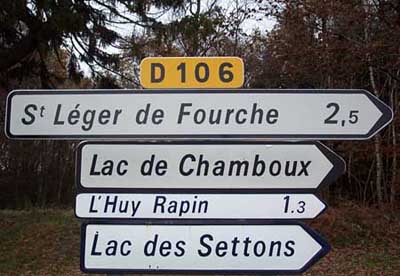 D 106
St Léger de Fourche 2,5
Lac de Chamboux
L'Huy Rapin 1.3
Lac des Settons